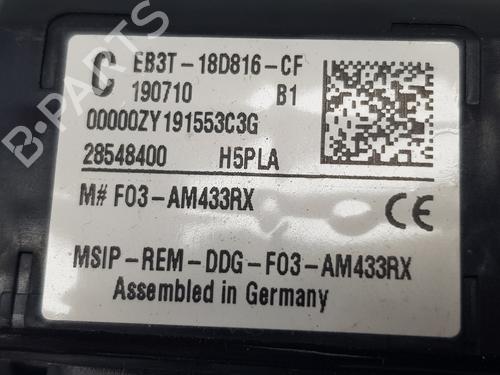 C EB3T-18D816-CF
190710 B1
00000ZY191553C3G
28548400 H5PLA
M# F03-AM433RX CE
MSIP-REM-DDG-F03-AM433RX
Assembled in Germany
B-PARTS